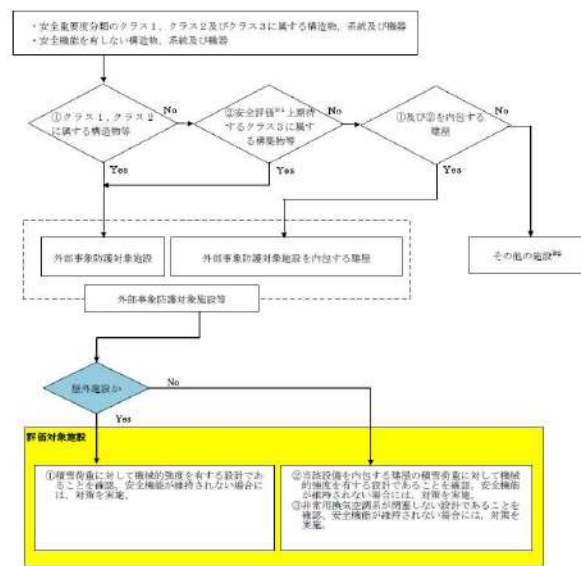 ・安全重要度分類のクラス1,クラス2及びクラス3に属する構造物,系統及び機器
・安全機能を有しない構造物,系統及び機器
①クラス1,クラス2
に属する構造物等
No
②安全評価上期待
するクラス3に属
する構築物等
No
①及び②を内包する
建屋
Yes
Yes
Yes
No
外部事象防護対象施設
外部事象防護対象施設を内包する建屋
その他の施設
外部事象防護対象施設等
屋外施設か
No
Yes
評価対象施設
①積雪荷重に対して機械的強度を有する設計であ
ることを確認、安全機能が維持されない場合に
は、対策を実施。
②当該設備を内包する建屋の積雪荷重に対して機械
的強度を有する設計であることを確認、安全機能
が維持されない場合には、対策を実施。
③非常用換気空調系が閉塞しない設計であることを
確認、安全機能が維持されない場合には、対策を
実施。